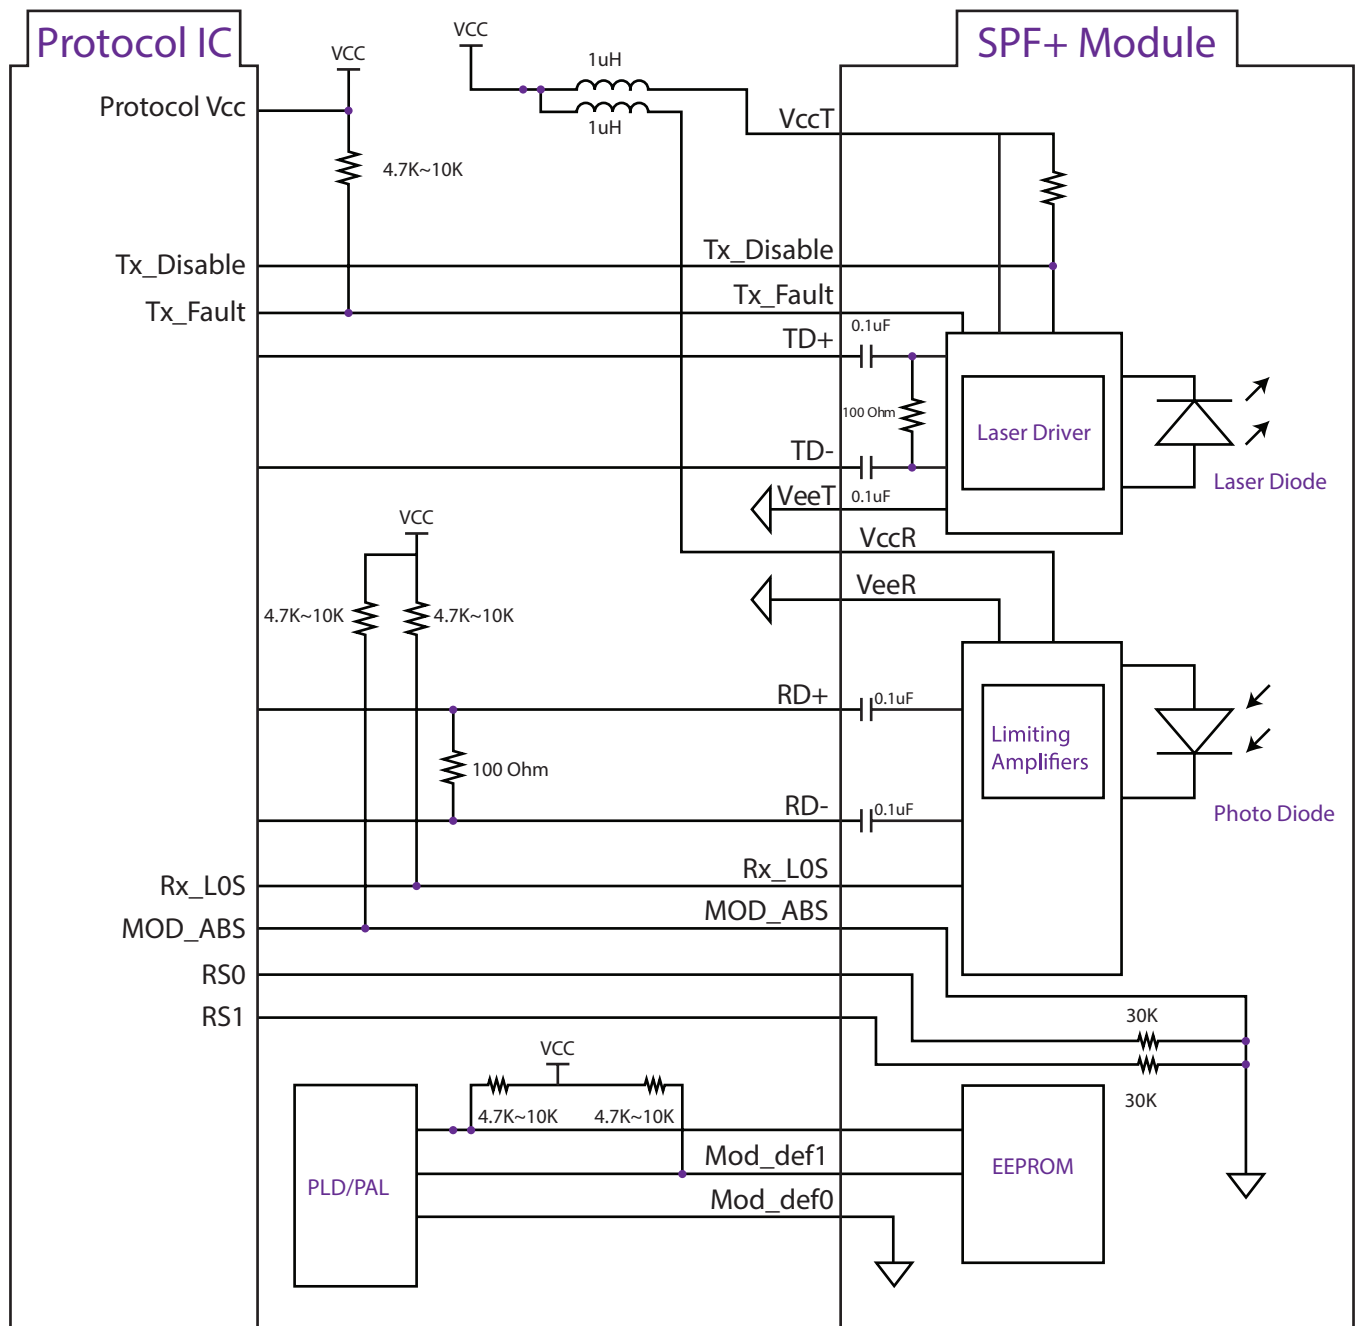 Protocol IC
SPF+ Module
VCC
VCC
1uH
1uH
Protocol Vcc
VccT
4.7K~10K
Tx_Disable
Tx_Disable
Tx_Fault
Tx_Fault
0.1uF
TD+
100 Ohm
Laser Driver
TD-
0.1uF
Laser Diode
VeeT
VCC
VccR
VeeR
4.7K~10K
4.7K~10K
RD+
0.1uF
Limiting
Amplifiers
100 Ohm
RD-
0.1uF
Photo Diode
Rx_L0S
Rx_L0S
MOD_ABS
MOD_ABS
RS0
RS1
30K
30K
VCC
4.7K~10K
4.7K~10K
Mod_def1
EEPROM
PLD/PAL
Mod_def0